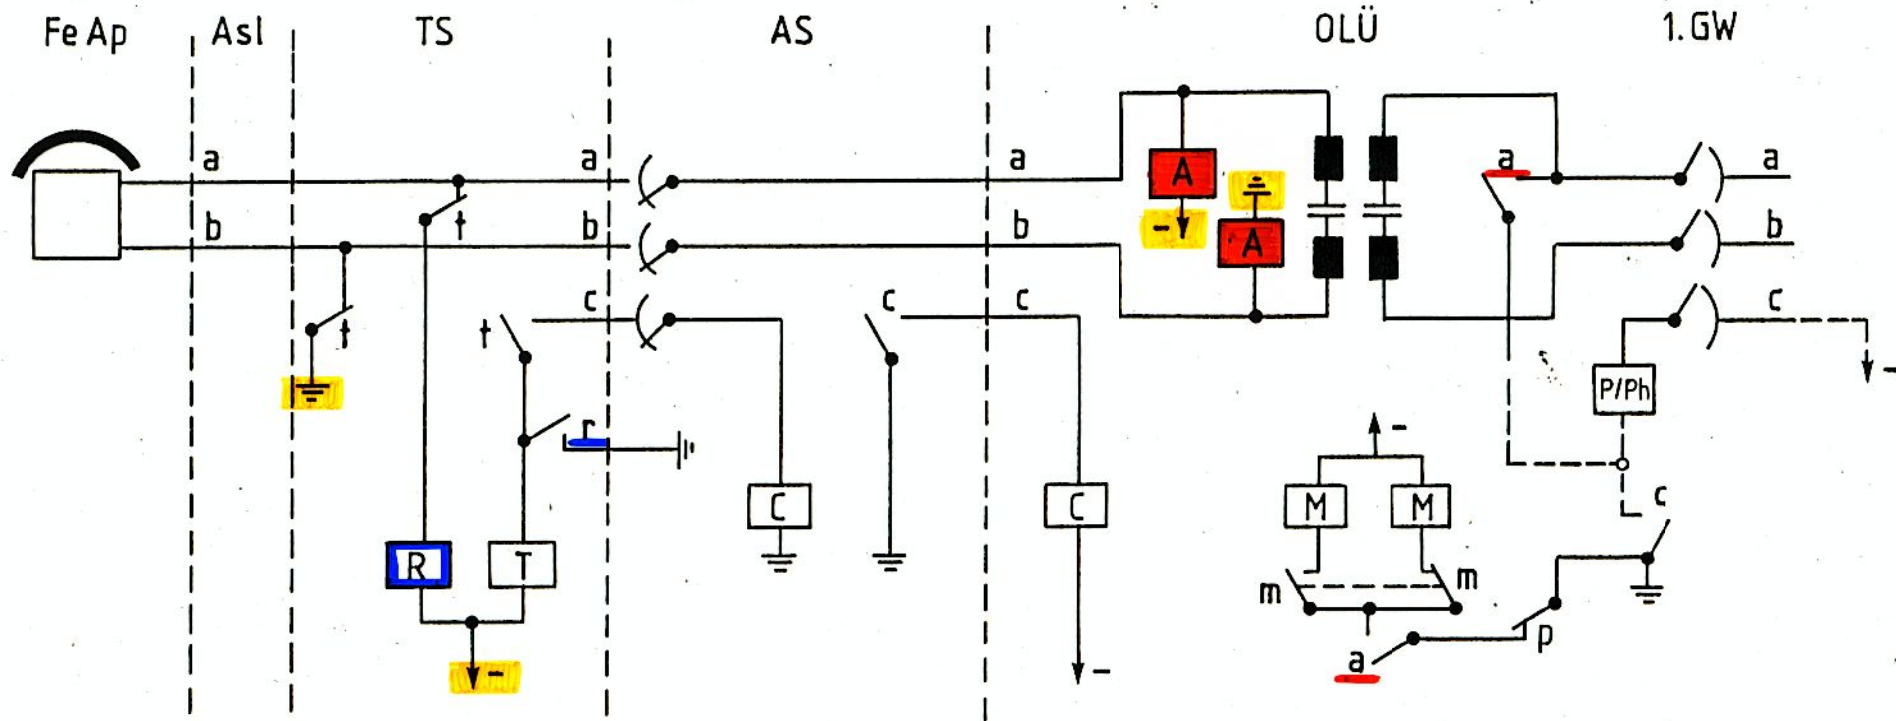 Fe Ap Asl TS AS OLÜ 1.GW
a a a a a
A
t
b b b b
- A
c c c c
t t
P/Ph
-
r
-
C C M M
c
R T
m m
p
a
- -